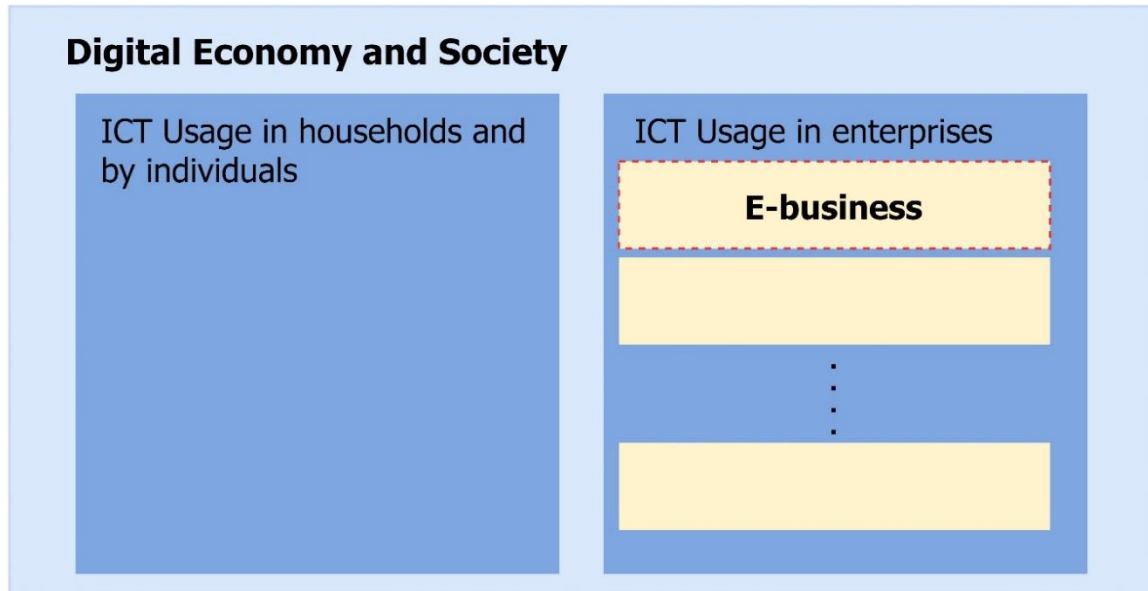 Digital Economy and Society
ICT Usage in households and
by individuals
ICT Usage in enterprises
E-business